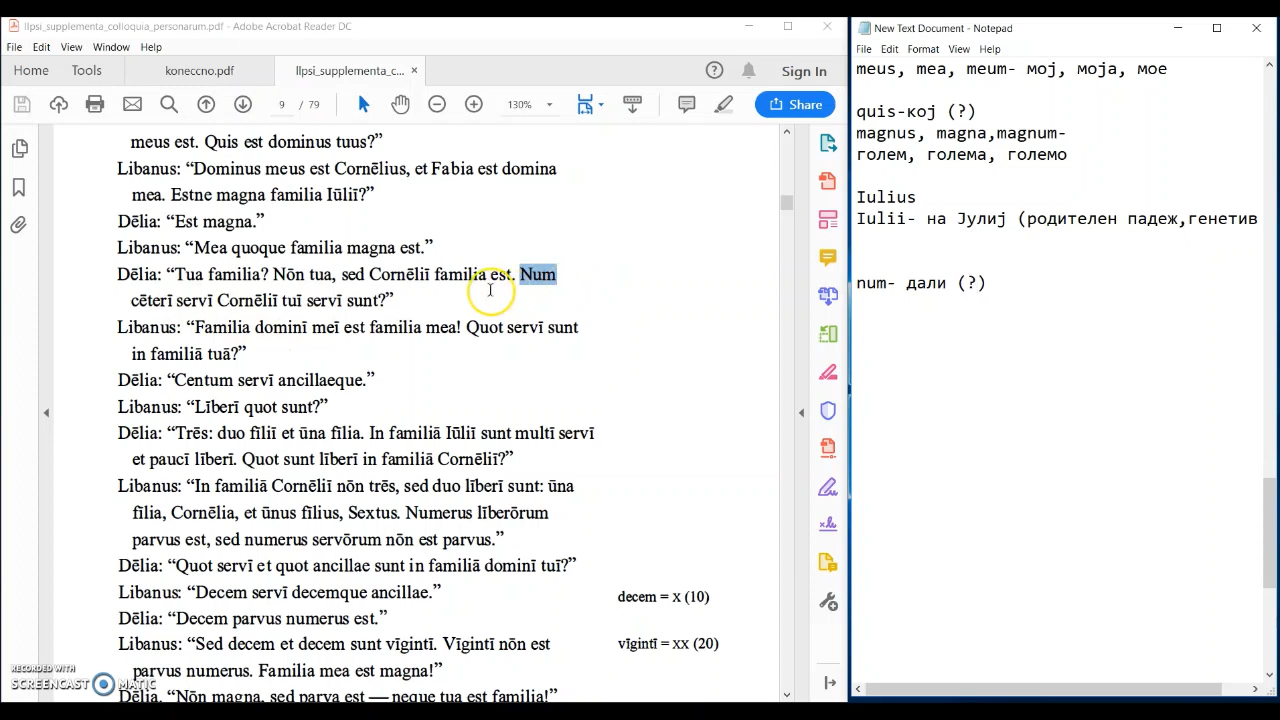 llpsi_supplementa_colloquia_personarum.pdf - Adobe Acrobat Reader DC
File Edit View Window Help
Home Tools koneccno.pdf llpsi_supplementa_c... × Sign In
9 / 79 130% Share
meus est. Quis est dominus tuus?”
Libanus: “Dominus meus est Cornēlius, et Fabia est domina
mea. Estne magna familia Iūliī?”
Dēlia: “Est magna.”
Libanus: “Mea quoque familia magna est.”
Dēlia: “Tua familia? Nōn tua, sed Cornēliī familia est. Num
cēterī servī Cornēliī tuī servī sunt?”
Libanus: “Familia dominī meī est familia mea! Quot servī sunt
in familiā tuā?”
Dēlia: “Centum servī ancillaeque.”
Libanus: “Līberī quot sunt?”
Dēlia: “Trēs: duo fīliī et ūna fīlia. In familiā Iūliī sunt multī servī
et paucī līberī. Quot sunt līberī in familiā Cornēliī?”
Libanus: “In familiā Cornēliī nōn trēs, sed duo līberī sunt: ūna
fīlia, Cornēlia, et ūnus fīlius, Sextus. Numerus līberōrum
parvus est, sed numerus servōrum nōn est parvus.”
Dēlia: “Quot servī et quot ancillae sunt in familiā dominī tuī?”
Libanus: “Decem servī decemque ancillae.”
decem = X (10)
Dēlia: “Decem parvus numerus est.”
Libanus: “Sed decem et decem sunt vīgintī. Vīgintī nōn est
vīgintī = XX (20)
parvus numerus. Familia mea est magna!”
Dēlia: “Nōn magna, sed parva est — neque tua est familia!”
RECORDED WITH
SCREENCAST MATIC
New Text Document - Notepad
File Edit Format View Help
meus, mea, meum- мој, моја, мое
quis-кој (?)
magnus, magna,magnum-
голем, голема, големо
Iulius
Iulii- на Јулиј (родителен падеж,генетив
num- дали (?)